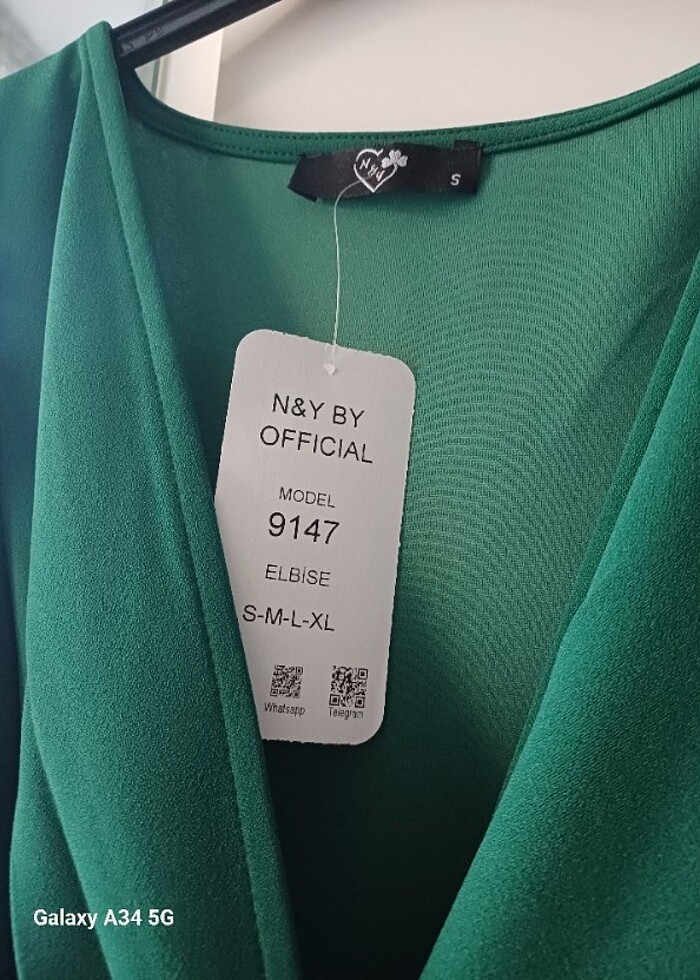 N&Y
S
N&Y BY
OFFICIAL
MODEL
9147
ELBİSE
S-M-L-XL
Whatsapp
Telegram
Galaxy A34 5G